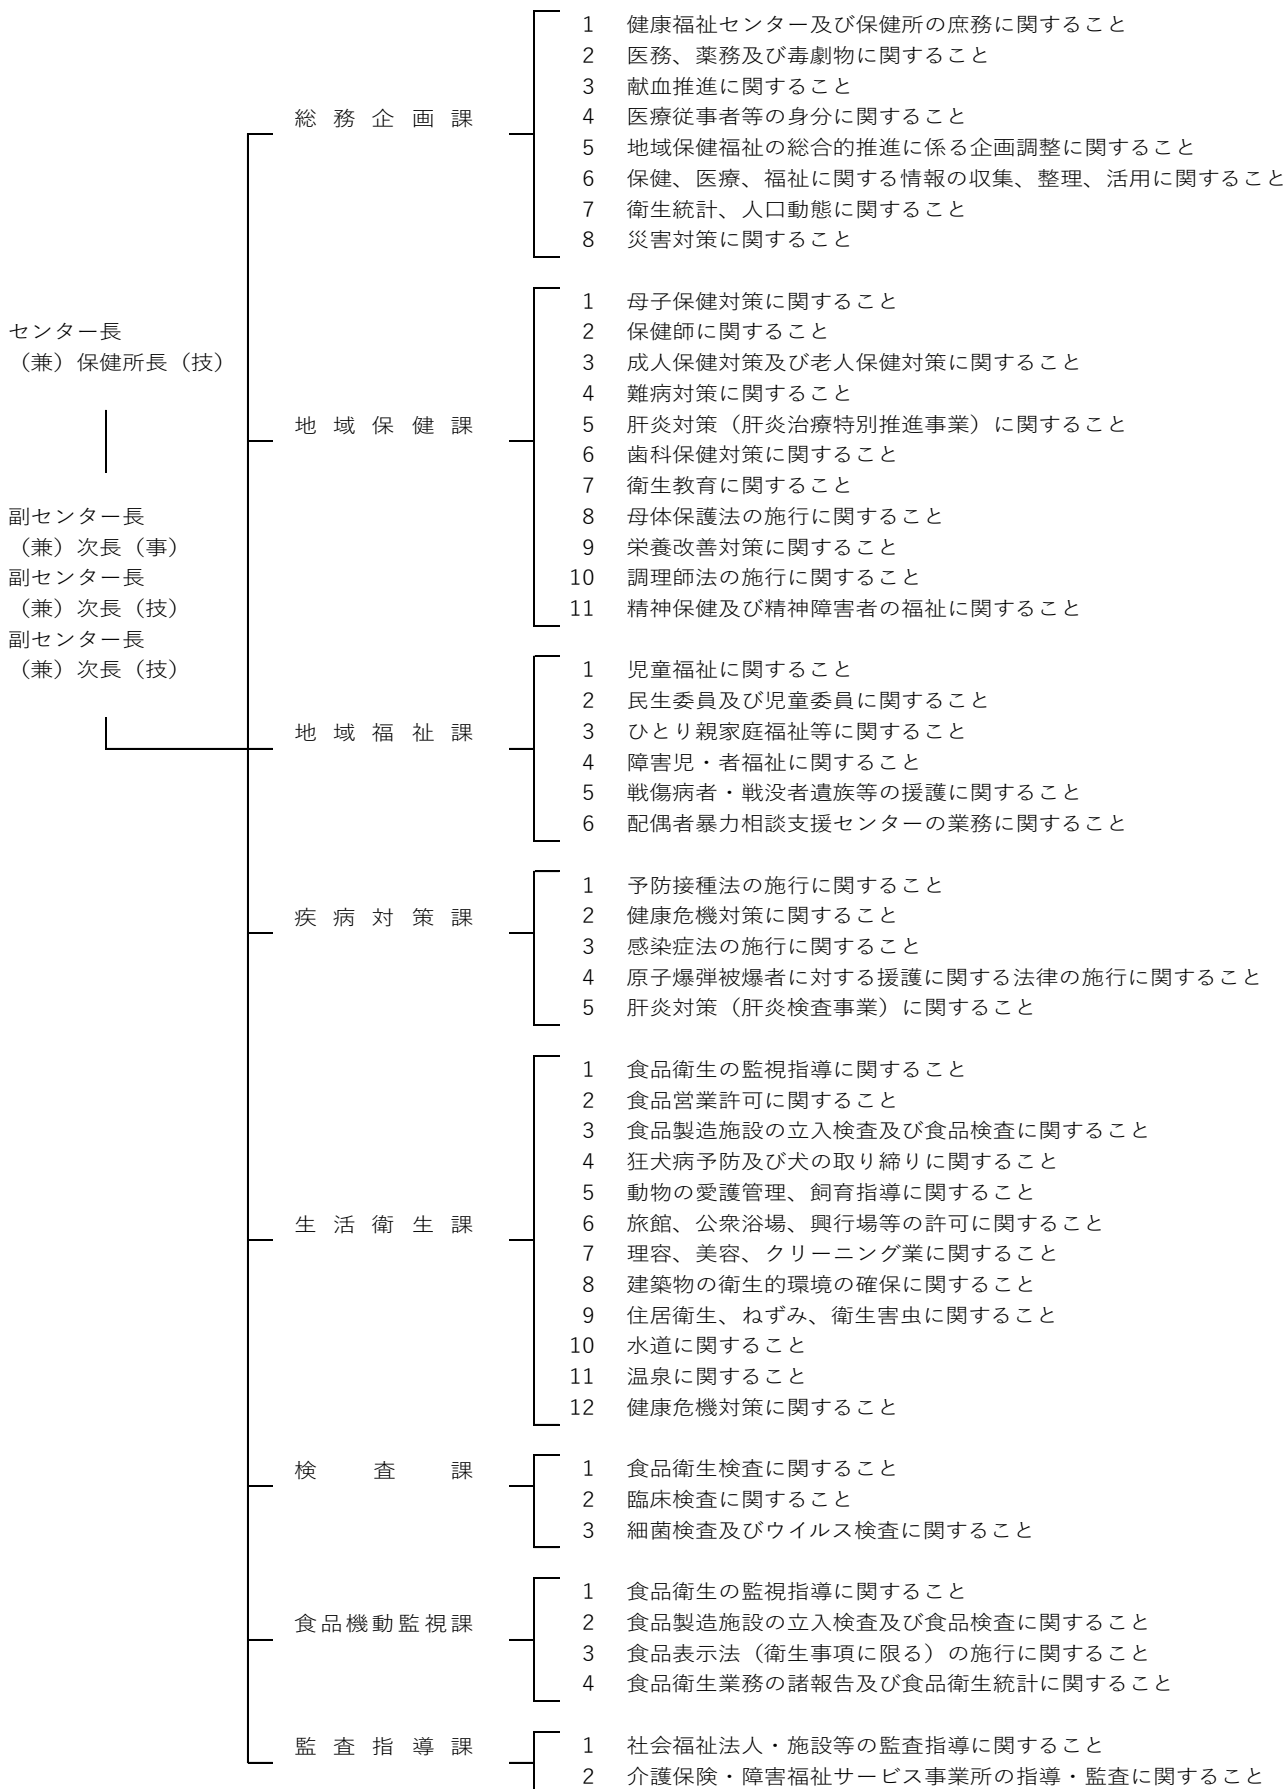 センター長
（兼）保健所長（技）
副センター長
（兼）次長（事）
副センター長
（兼）次長（技）
副センター長
（兼）次長（技）
総務企画課
1 健康福祉センター及び保健所の庶務に関すること
2 医務、薬務及び毒劇物に関すること
3 献血推進に関すること
4 医療従事者等の身分に関すること
5 地域保健福祉の総合的推進に係る企画調整に関すること
6 保健、医療、福祉に関する情報の収集、整理、活用に関すること
7 衛生統計、人口動態に関すること
8 災害対策に関すること
地域保健課
1 母子保健対策に関すること
2 保健師に関すること
3 成人保健対策及び老人保健対策に関すること
4 難病対策に関すること
5 肝炎対策（肝炎治療特別推進事業）に関すること
6 歯科保健対策に関すること
7 衛生教育に関すること
8 母体保護法の施行に関すること
9 栄養改善対策に関すること
10 調理師法の施行に関すること
11 精神保健及び精神障害者の福祉に関すること
地域福祉課
1 児童福祉に関すること
2 民生委員及び児童委員に関すること
3 ひとり親家庭福祉等に関すること
4 障害児・者福祉に関すること
5 戦傷病者・戦没者遺族等の援護に関すること
6 配偶者暴力相談支援センターの業務に関すること
疾病対策課
1 予防接種法の施行に関すること
2 健康危機対策に関すること
3 感染症法の施行に関すること
4 原子爆弾被爆者に対する援護に関する法律の施行に関すること
5 肝炎対策（肝炎検査事業）に関すること
生活衛生課
1 食品衛生の監視指導に関すること
2 食品営業許可に関すること
3 食品製造施設の立入検査及び食品検査に関すること
4 狂犬病予防及び犬の取り締りに関すること
5 動物の愛護管理、飼育指導に関すること
6 旅館、公衆浴場、興行場等の許可に関すること
7 理容、美容、クリーニング業に関すること
8 建築物の衛生的環境の確保に関すること
9 住居衛生、ねずみ、衛生害虫に関すること
10 水道に関すること
11 温泉に関すること
12 健康危機対策に関すること
検査課
1 食品衛生検査に関すること
2 臨床検査に関すること
3 細菌検査及びウイルス検査に関すること
食品機動監視課
1 食品衛生の監視指導に関すること
2 食品製造施設の立入検査及び食品検査に関すること
3 食品表示法（衛生事項に限る）の施行に関すること
4 食品衛生業務の諸報告及び食品衛生統計に関すること
監査指導課
1 社会福祉法人・施設等の監査指導に関すること
2 介護保険・障害福祉サービス事業所の指導・監査に関すること